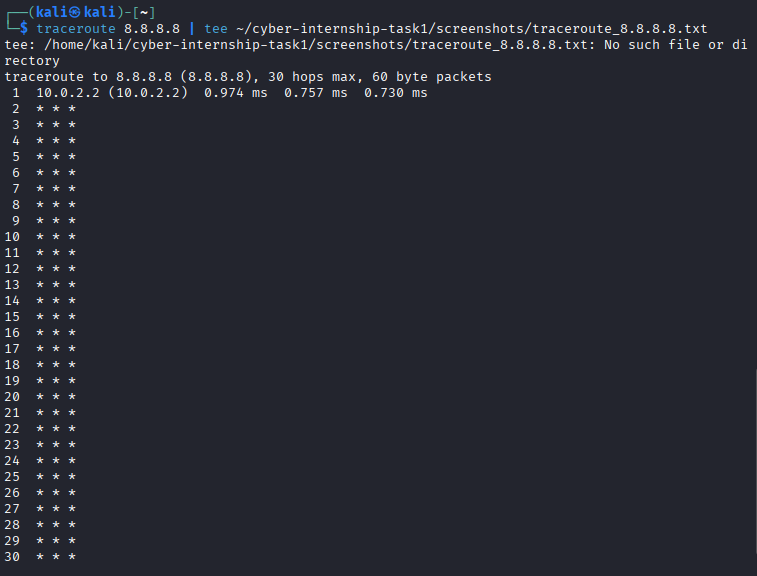 ┌──(kali㉿kali)-[~]
└─$ traceroute 8.8.8.8 | tee ~/cyber-internship-task1/screenshots/traceroute_8.8.8.8.txt
tee: /home/kali/cyber-internship-task1/screenshots/traceroute_8.8.8.8.txt: No such file or di
rectory
traceroute to 8.8.8.8 (8.8.8.8), 30 hops max, 60 byte packets
 1  10.0.2.2 (10.0.2.2)  0.974 ms  0.757 ms  0.730 ms
 2  * * *
 3  * * *
 4  * * *
 5  * * *
 6  * * *
 7  * * *
 8  * * *
 9  * * *
10  * * *
11  * * *
12  * * *
13  * * *
14  * * *
15  * * *
16  * * *
17  * * *
18  * * *
19  * * *
20  * * *
21  * * *
22  * * *
23  * * *
24  * * *
25  * * *
26  * * *
27  * * *
28  * * *
29  * * *
30  * * *